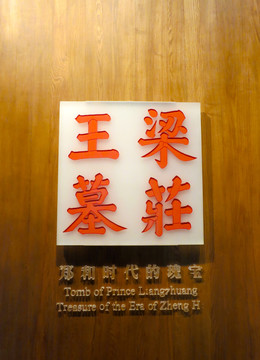 梁莊
王墓
郑和时代的瑰宝
Tomb of Prince Liangzhuang
Treasure of the Era of Zheng H